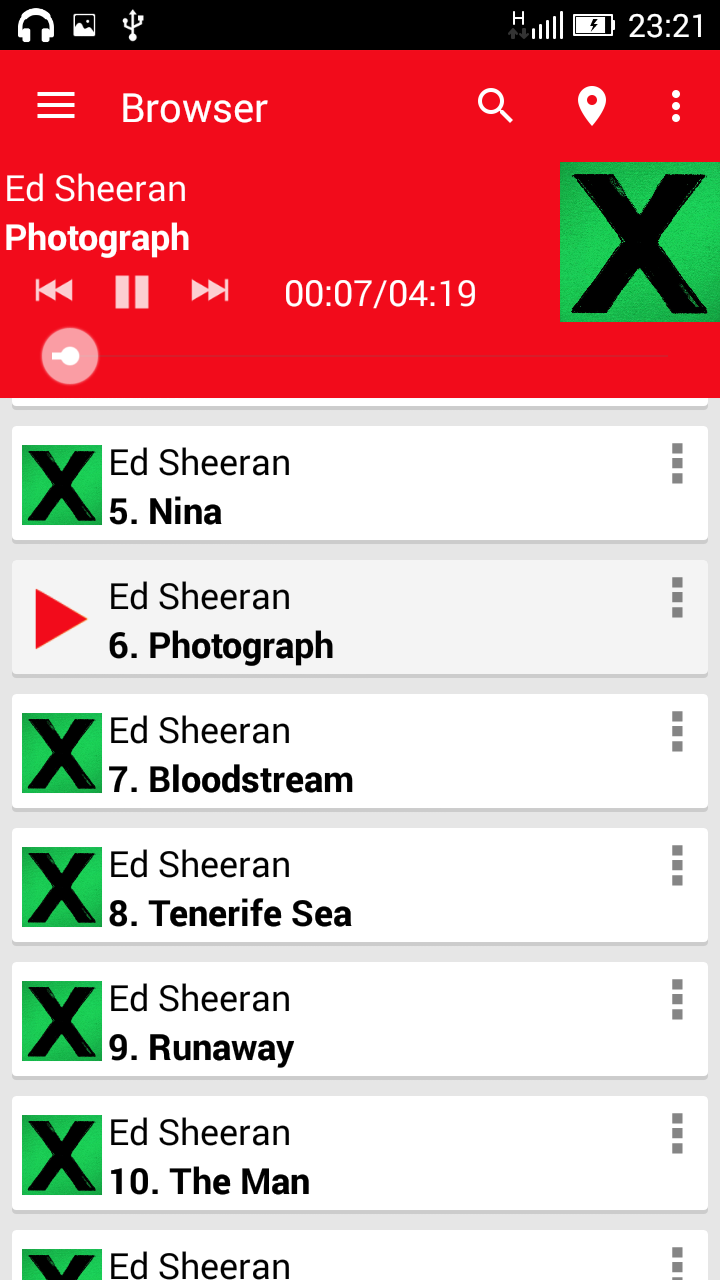 H 23:21
Browser
Ed Sheeran
Photograph
00:07/04:19
X
X
Ed Sheeran
5. Nina
Ed Sheeran
6. Photograph
X
Ed Sheeran
7. Bloodstream
X
Ed Sheeran
8. Tenerife Sea
X
Ed Sheeran
9. Runaway
X
Ed Sheeran
10. The Man
X
Ed Sheeran